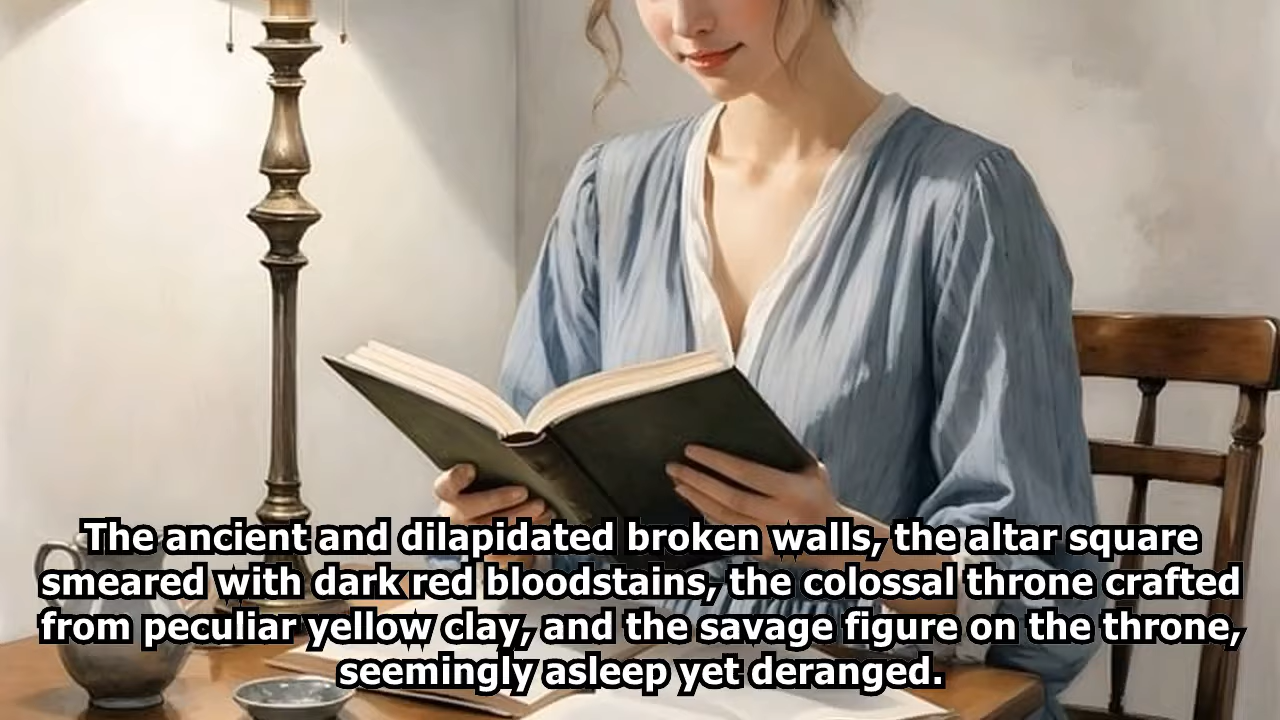 The ancient and dilapidated broken walls, the altar square
smeared with dark red bloodstains, the colossal throne crafted
from peculiar yellow clay, and the savage figure on the throne,
seemingly asleep yet deranged.